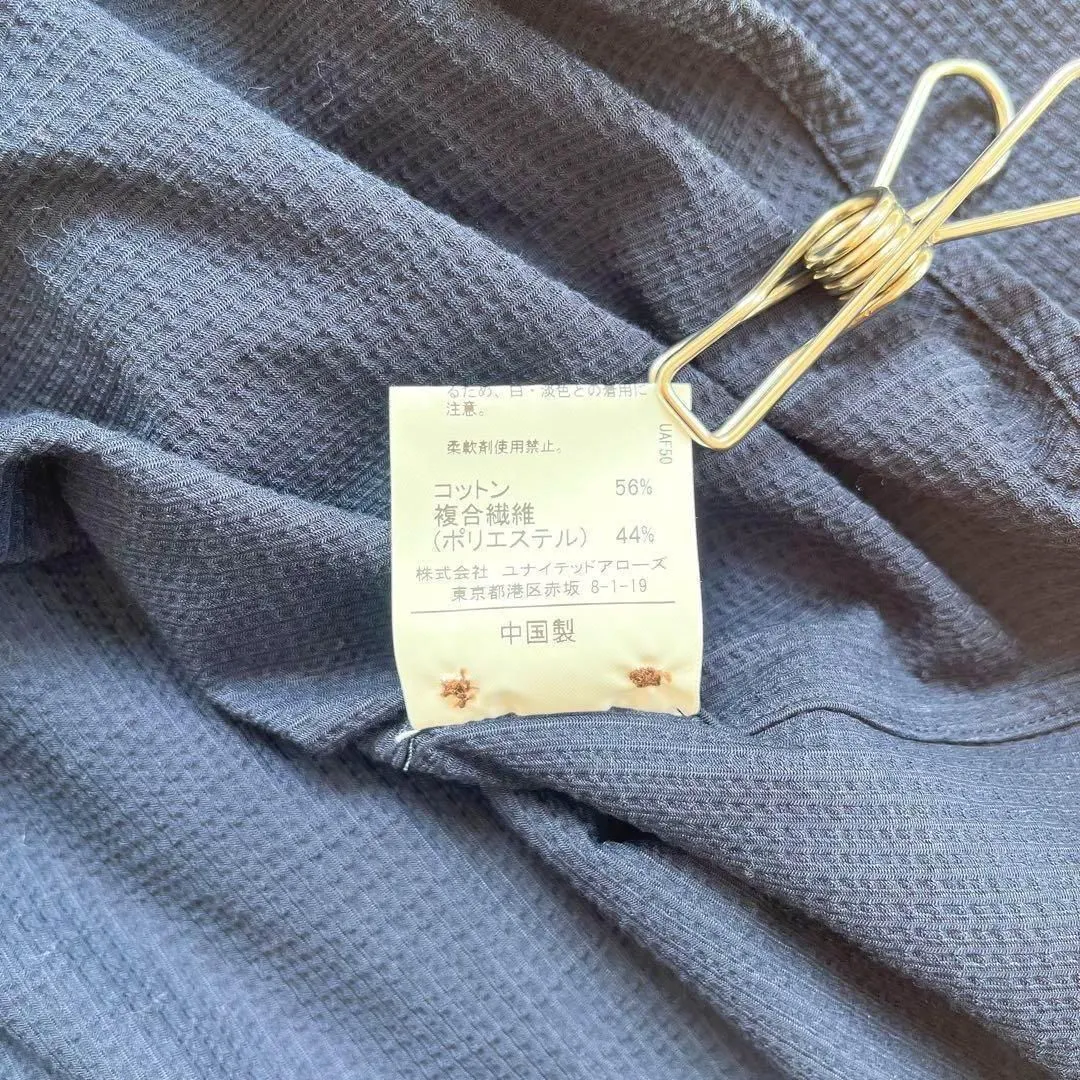 るため、白・淡色との着用に
注意。
柔軟剤使用禁止。
UAF50
コットン 56%
複合繊維
(ポリエステル) 44%
株式会社 ユナイテッドアローズ
東京都港区赤坂 8-1-19
中国製